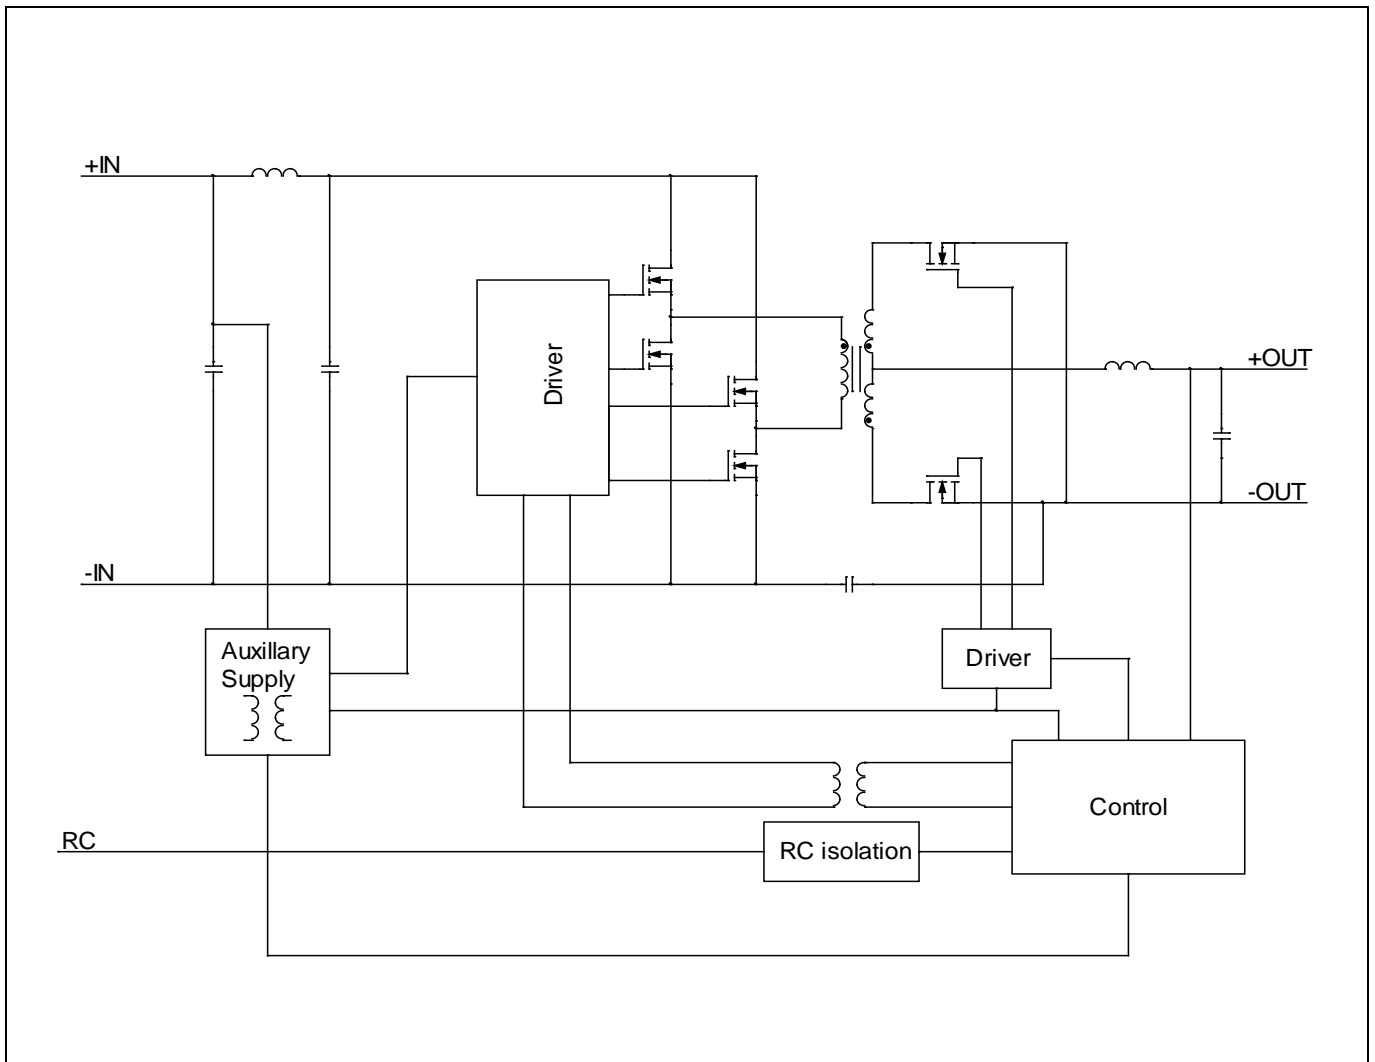 +IN
Driver
+OUT
-OUT
-IN
Auxillary
Supply
Driver
Control
RC
RC isolation